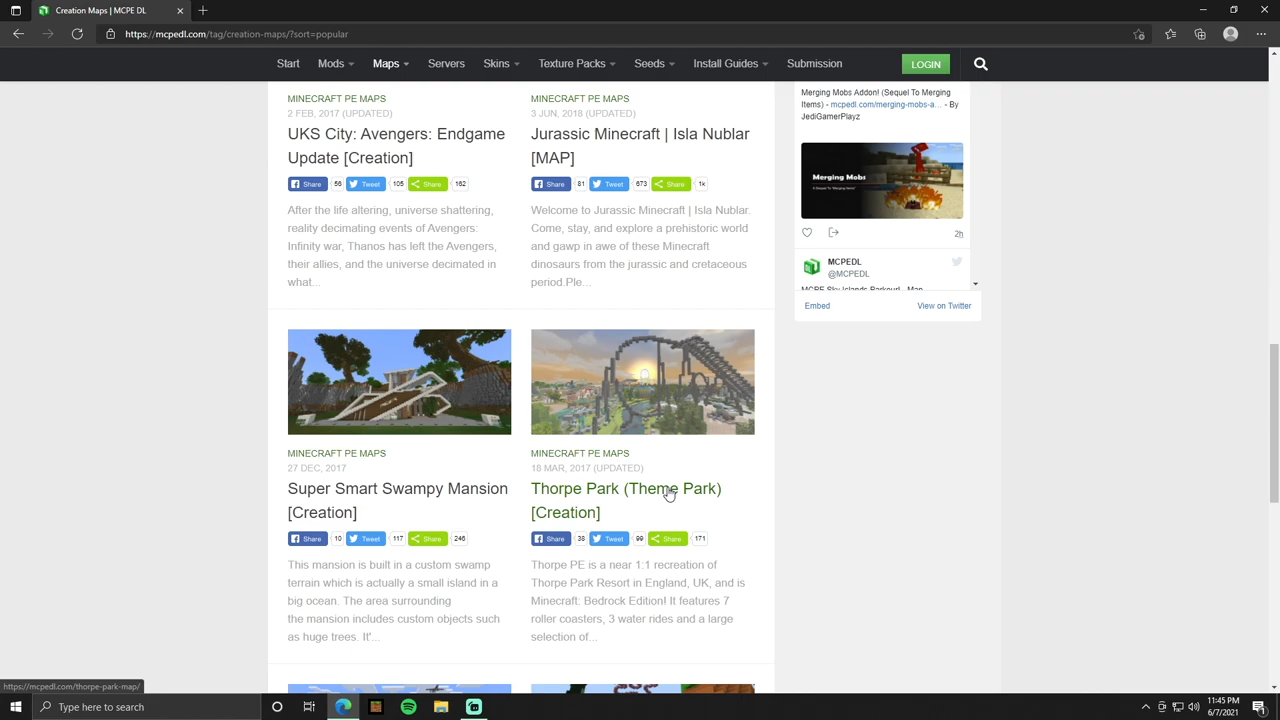 Creation | MCPE DL
https://mcpedl.com/tag/creation-maps/?sort=popular
Start Mods Maps Servers Skins Texture Packs Seeds Install Guides Submission LOGIN
MINECRAFT PE MAPS
2 FEB, 2017 (UPDATED)
UKS City: Avengers: Endgame
Update [Creation]
Share 56 Tweet 105 Share 162
After the life altering, universe shattering,
reality decimating events of Avengers:
Infinity war, Thanos has left the Avengers,
their allies, and the universe decimated in
what...
MINECRAFT PE MAPS
3 JUN, 2018 (UPDATED)
Jurassic Minecraft | Isla Nublar
[MAP]
Share 81 Tweet 673 Share 1k
Welcome to Jurassic Minecraft | Isla Nublar.
Come, stay, and explore a prehistoric world
and gawp in awe of these Minecraft
dinosaurs from the jurassic and cretaceous
period.Ple...
Merging Mobs Addon! (Sequel To Merging
Items) - mcpedl.com/merging-mobs-a... - By
JediGamerPlayz
Merging Mobs
2h
MCPEDL
@MCPEDL
MCPE Sky Islands Parkour! - Map
Embed View on Twitter
MINECRAFT PE MAPS
27 DEC, 2017
Super Smart Swampy Mansion
[Creation]
Share 10 Tweet 117 Share 246
This mansion is built in a custom swamp
terrain which is actually a small island in a
big ocean. The area surrounding
the mansion includes custom objects such
as huge trees. It'...
MINECRAFT PE MAPS
18 MAR, 2017 (UPDATED)
Thorpe Park (Theme Park)
[Creation]
Share 38 Tweet 99 Share 171
Thorpe PE is a near 1:1 recreation of
Thorpe Park Resort in England, UK, and is
Minecraft: Bedrock Edition! It features 7
roller coasters, 3 water rides and a large
selection of...
https://mcpedl.com/thorpe-park-map/
Type here to search
11:45 PM
6/7/2021